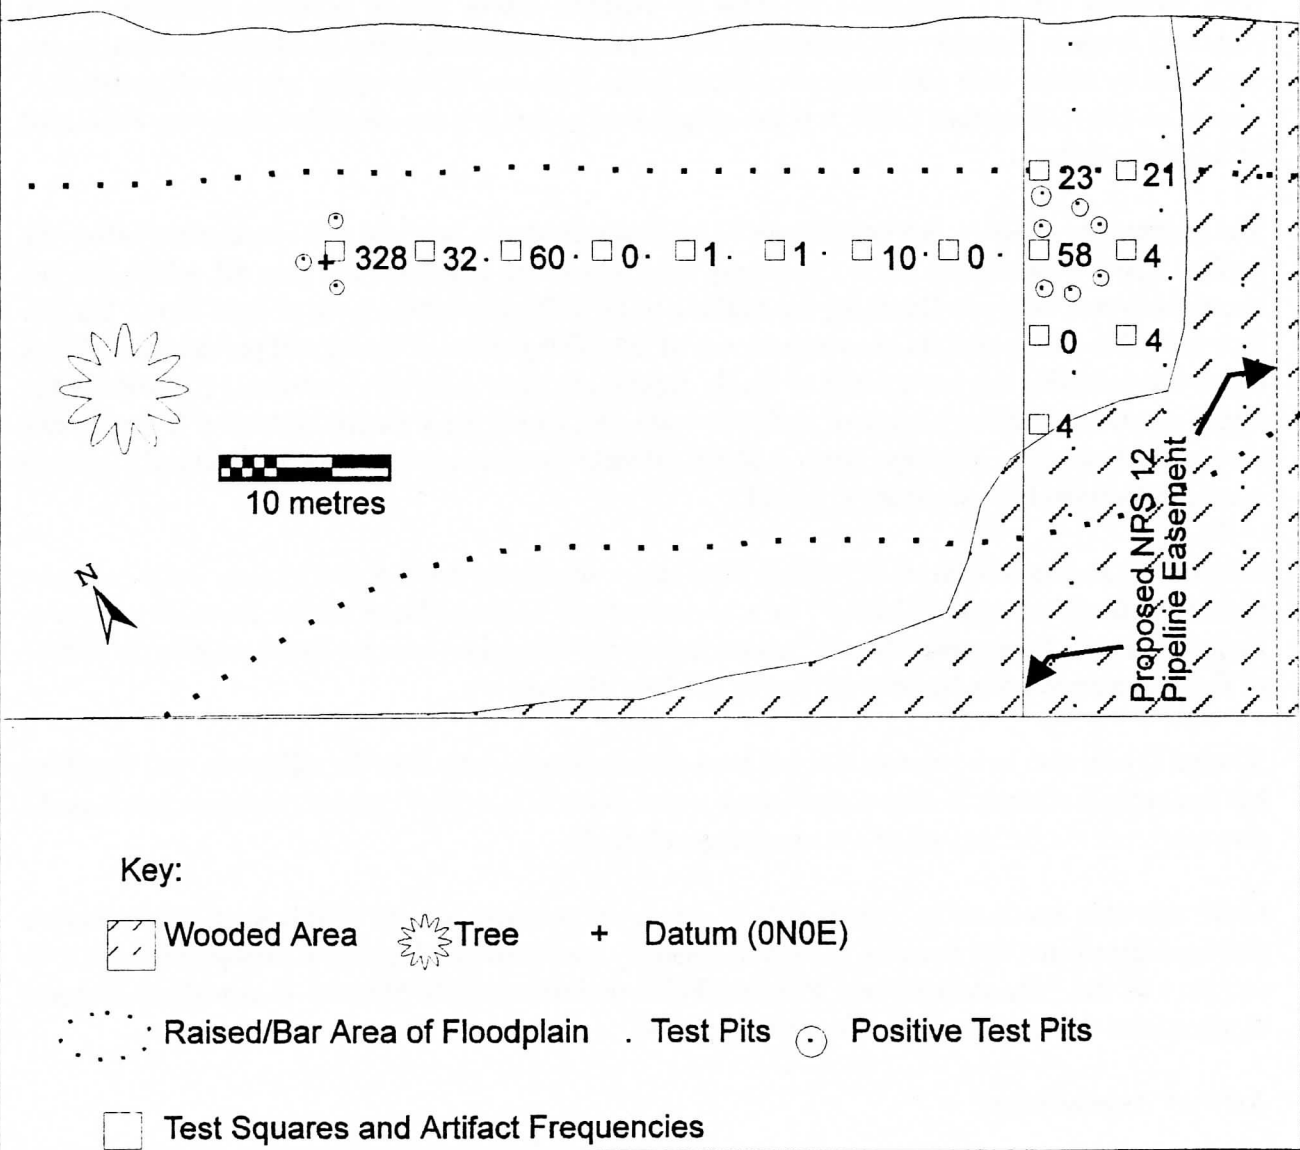 23 21
328 32 60 0 1 1 10 0 58 4
0 4
4
10 metres
N
Proposed NRS 12
Pipeline Easement
Key:
Wooded Area Tree + Datum (0N0E)
Raised/Bar Area of Floodplain . Test Pits Positive Test Pits
Test Squares and Artifact Frequencies